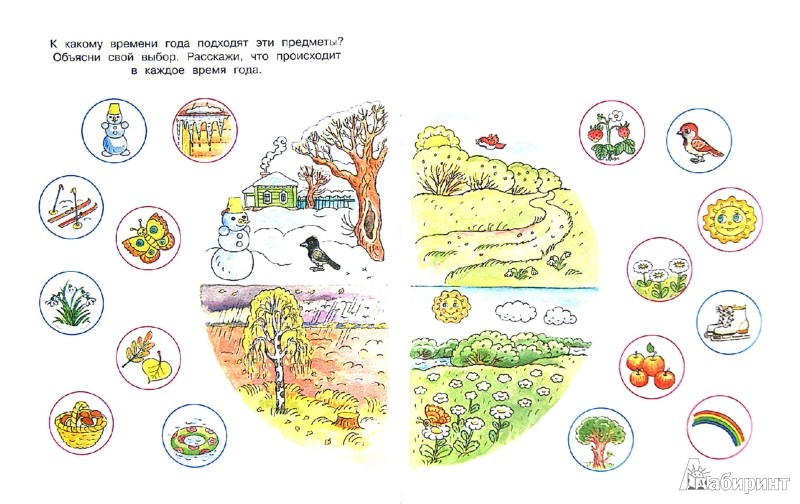 К какому времени года подходят эти предметы?
Объясни свой выбор. Расскажи, что происходит
в каждое время года.
Лабиринт